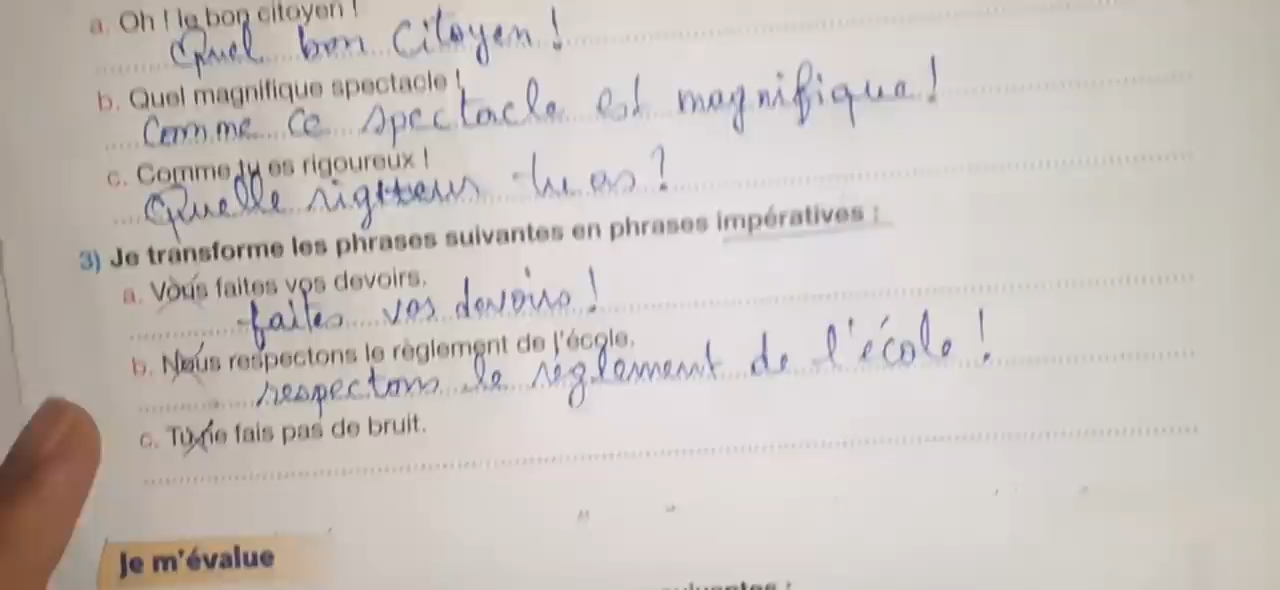 a. Oh ! le bon citoyen !
Quel bon citoyen !
b. Quel magnifique spectacle !
Comme ce spectacle est magnifique !
c. Comme tu es rigoureux !
Quelle tu as ?
3) Je transforme les phrases suivantes en phrases impératives :
a. Vous faites vos devoirs.
faites vos devoirs !
b. Nous respectons le règlement de l'école.
respectons le règlement de l'école !
c. Tu ne fais pas de bruit.
Je m'évalue